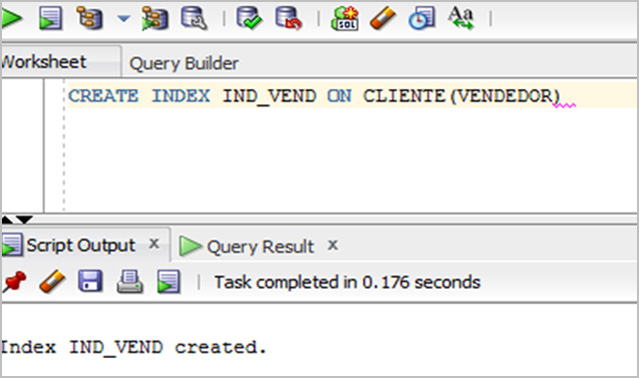 SQL
Worksheet Query Builder
CREATE INDEX IND_VEND ON CLIENTE(VENDEDOR)
Script Output x Query Result x
Task completed in 0.176 seconds
Index IND_VEND created.